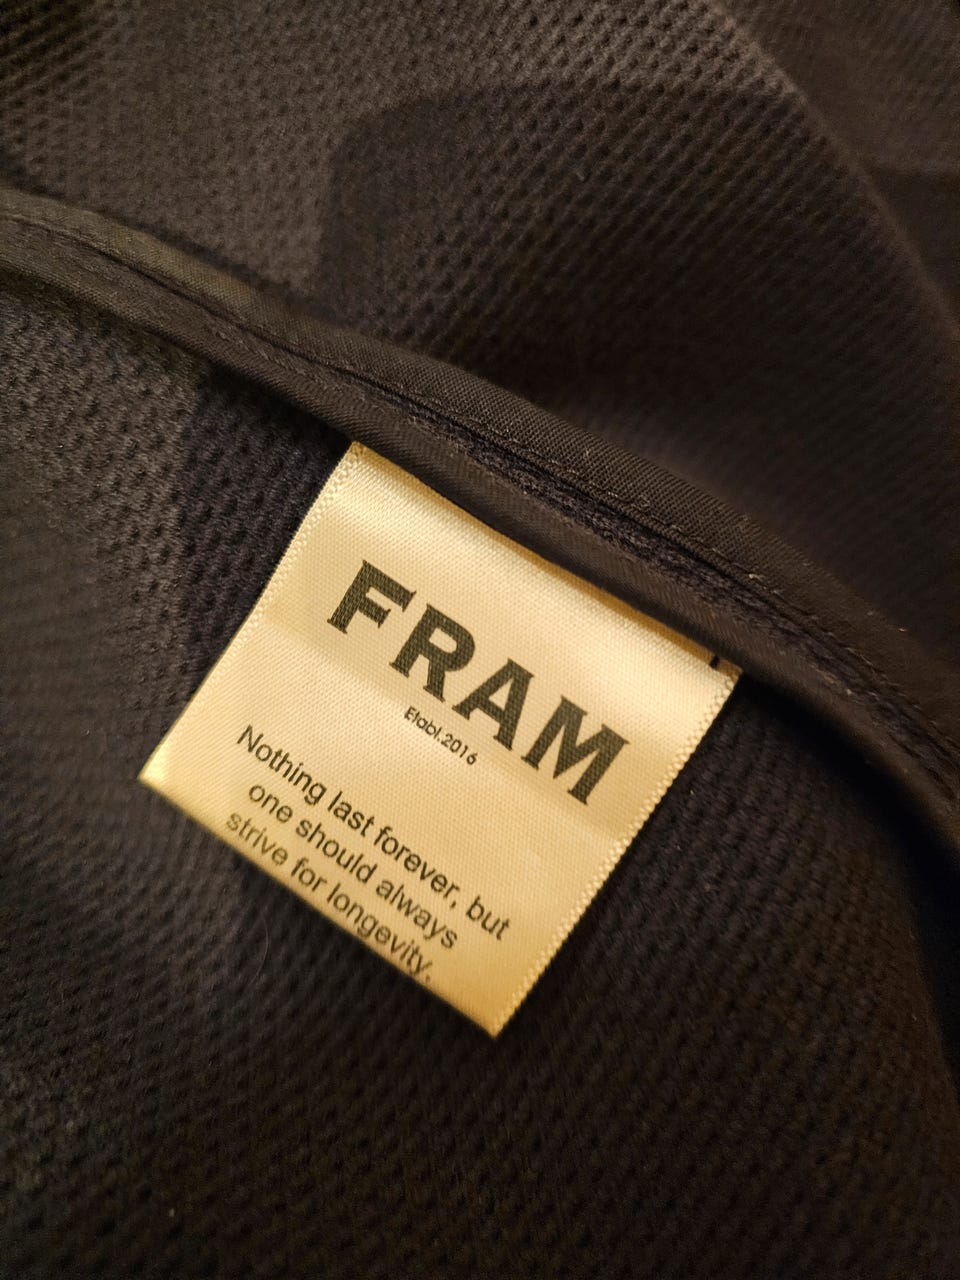 FRAM
Etabl.2016
Nothing last forever, but
one should always
strive for longevity.